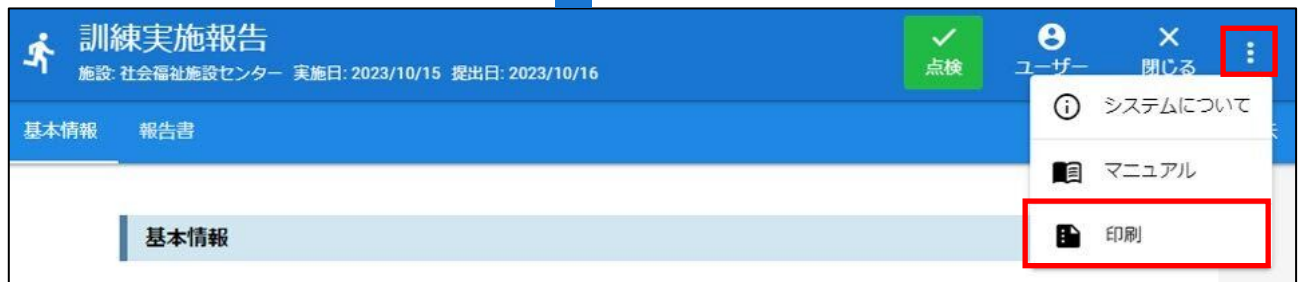 訓練実施報告
施設: 社会福祉施設センター 実施日: 2023/10/15 提出日: 2023/10/16
点検
ユーザー
閉じる
基本情報 報告書
システムについて
マニュアル
印刷
基本情報